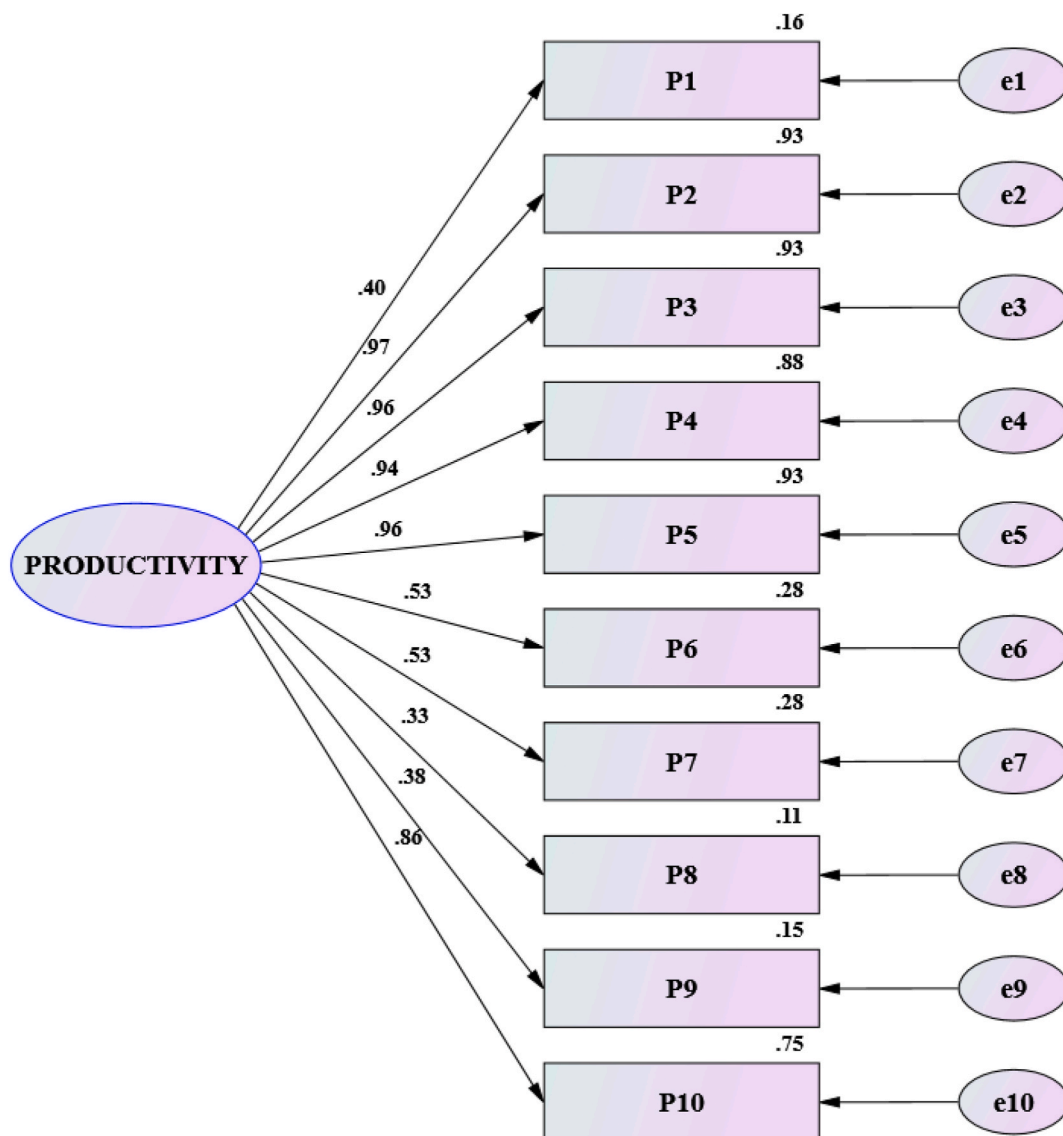 .16
P1
e1
.93
P2
e2
.93
P3
e3
.88
P4
e4
.93
P5
e5
.28
P6
e6
.28
P7
e7
.11
P8
e8
.15
P9
e9
.75
P10
e10
.40
.97
.96
.94
.96
.53
.53
.33
.38
.86
PRODUCTIVITY